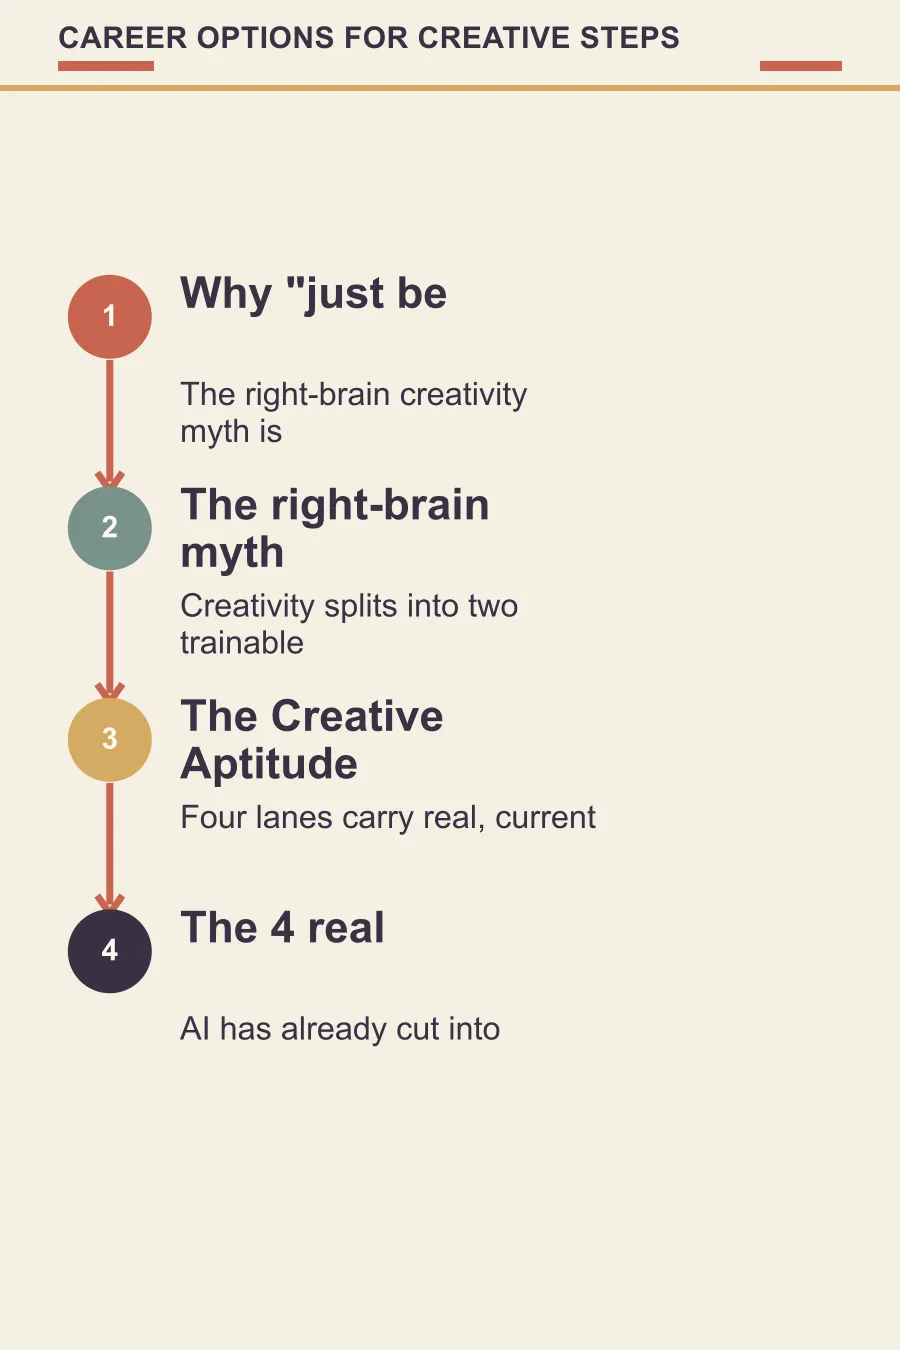 CAREER OPTIONS FOR CREATIVE STEPS
1
Why "just be
The right-brain creativity
myth is
2
The right-brain
myth
Creativity splits into two
trainable
3
The Creative
Aptitude
Four lanes carry real, current
4
The 4 real
AI has already cut into